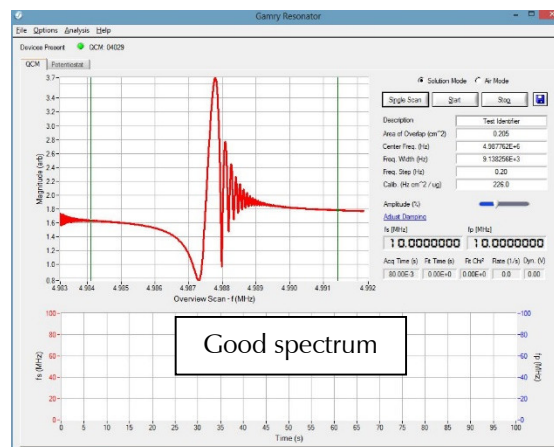 Gamry Resonator
File Options Analysis Help
Devices Present QCM: 04029
QCM Potentiostat
Solution Mode Air Mode
Single Scan Start Stop
Description Test Identifier
Area of Overlap (cm^2) 0.205
Center Freq. (Hz) 4.987762E+6
Freq. Width (Hz) 9.138256E+3
Freq. Step (Hz) 0.20
Calib. (Hz cm^2 / ug) 226.0
Amplitude (%)
Adjust Damping
fs (MHz) fp (MHz)
10.0000000 10.0000000
Acq Time (s) Fit Time (s) Fit Chi² Rate (1/s) Dyn. (V)
80.00E-3 0.00E+0 0.00E+0 0.0 0.00
Magnitude (arb)
3.7
3.4
3.2
3.0
2.8
2.6
2.4
2.2
2.0
1.8
1.6
1.4
1.2
1.0
0.8
4.983 4.984 4.985 4.986 4.987 4.988 4.989 4.990 4.991 4.992
Overview Scan - f (MHz)
Good spectrum
fs (MHz)
100
80
60
40
20
0
fp (MHz)
100
80
60
40
20
0
0 5 10 15 20 25 30 35 40 45 50 55 60 65 70 75 80 85 90 95 100
Time (s)